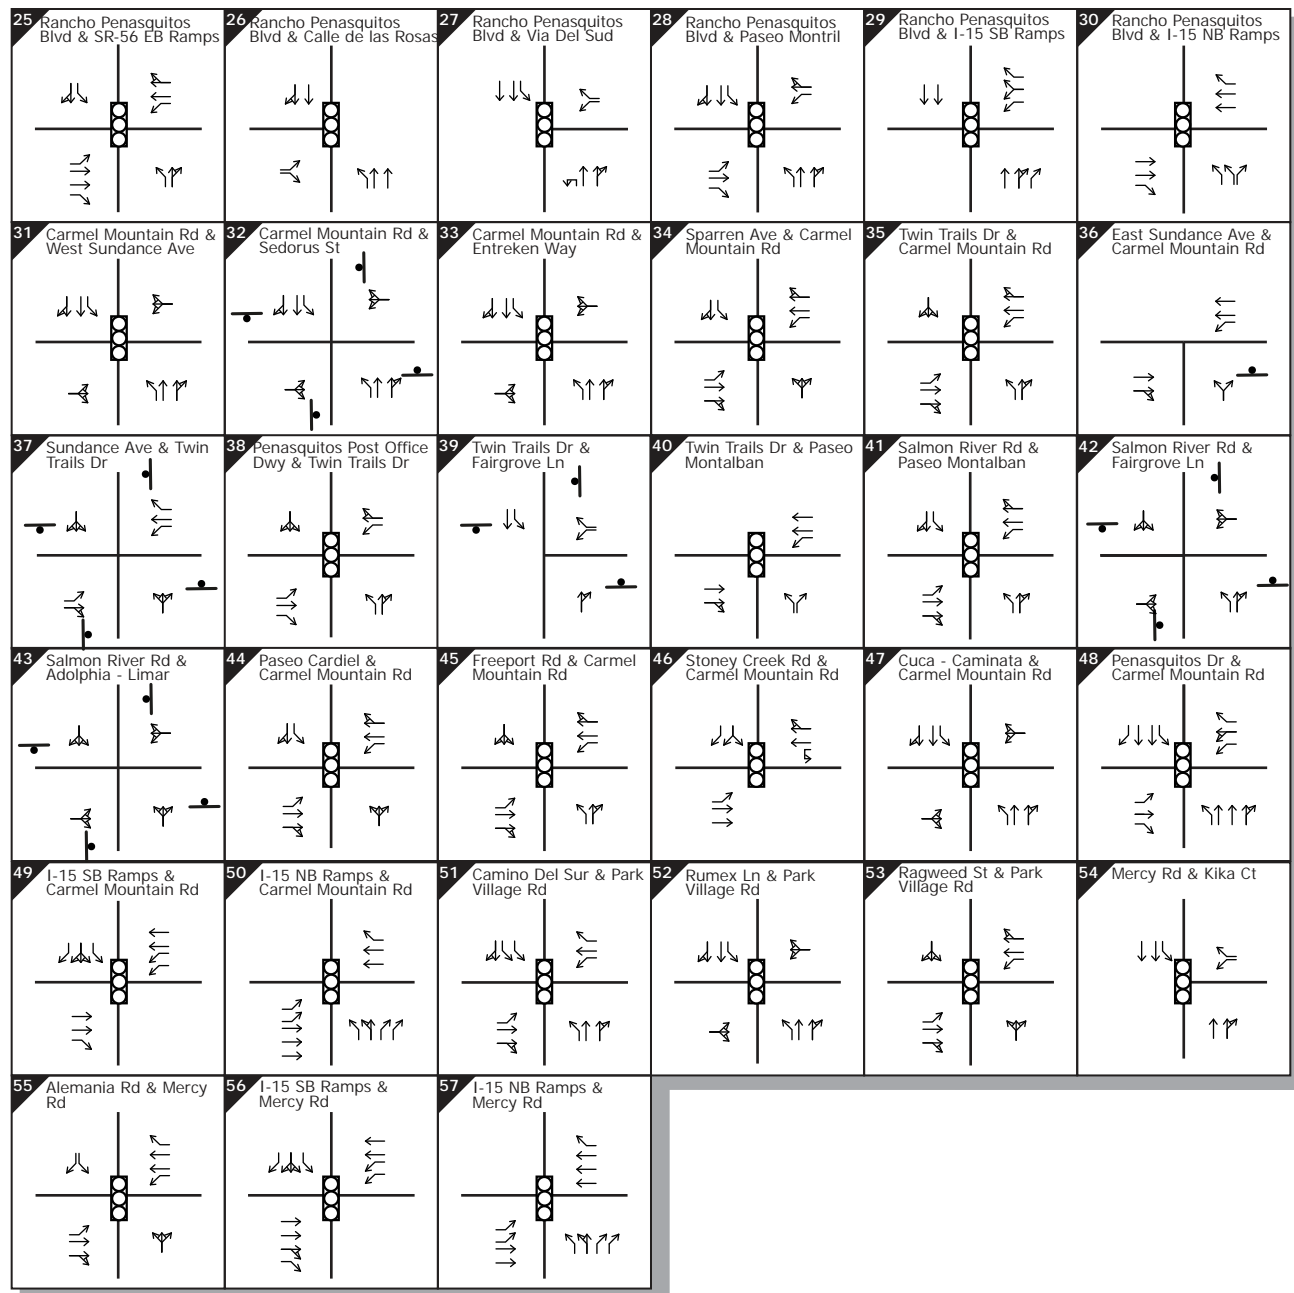 25 Rancho Penasquitos
Blvd & SR-56 EB Ramps
26 Rancho Penasquitos
Blvd & Calle de las Rosas
27 Rancho Penasquitos
Blvd & Via Del Sud
28 Rancho Penasquitos
Blvd & Paseo Montril
29 Rancho Penasquitos
Blvd & I-15 SB Ramps
30 Rancho Penasquitos
Blvd & I-15 NB Ramps
31 Carmel Mountain Rd &
West Sundance Ave
32 Carmel Mountain Rd &
Sedorus St
33 Carmel Mountain Rd &
Entreken Way
34 Sparren Ave & Carmel
Mountain Rd
35 Twin Trails Dr &
Carmel Mountain Rd
36 East Sundance Ave &
Carmel Mountain Rd
37 Sundance Ave & Twin
Trails Dr
38 Penasquitos Post Office
Dwy & Twin Trails Dr
39 Twin Trails Dr &
Fairgrove Ln
40 Twin Trails Dr & Paseo
Montalban
41 Salmon River Rd &
Paseo Montalban
42 Salmon River Rd &
Fairgrove Ln
43 Salmon River Rd &
Adolphia - Limar
44 Paseo Cardiel &
Carmel Mountain Rd
45 Freeport Rd & Carmel
Mountain Rd
46 Stoney Creek Rd &
Carmel Mountain Rd
47 Cuca - Caminata &
Carmel Mountain Rd
48 Penasquitos Dr &
Carmel Mountain Rd
49 I-15 SB Ramps &
Carmel Mountain Rd
50 I-15 NB Ramps &
Carmel Mountain Rd
51 Camino Del Sur & Park
Village Rd
52 Rumex Ln & Park
Village Rd
53 Ragweed St & Park
Village Rd
54 Mercy Rd & Kika Ct
55 Alemania Rd & Mercy
Rd
56 I-15 SB Ramps &
Mercy Rd
57 I-15 NB Ramps &
Mercy Rd